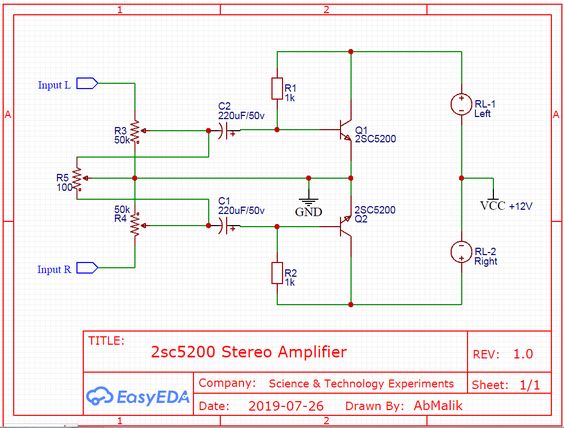 1
2
A
A
Input L
R3
50k
C2
220uF/50v
R1
1k
Q1
2SC5200
RL-1
Left
R5
100
GND
VCC +12V
50k
R4
C1
220uF/50v
2SC5200
Q2
RL-2
Right
Input R
R2
1k
TITLE:
2sc5200 Stereo Amplifier
REV: 1.0
EasyEDA
Company: Science & Technology Experiments
Sheet: 1/1
Date: 2019-07-26 Drawn By: AbMalik
1
2